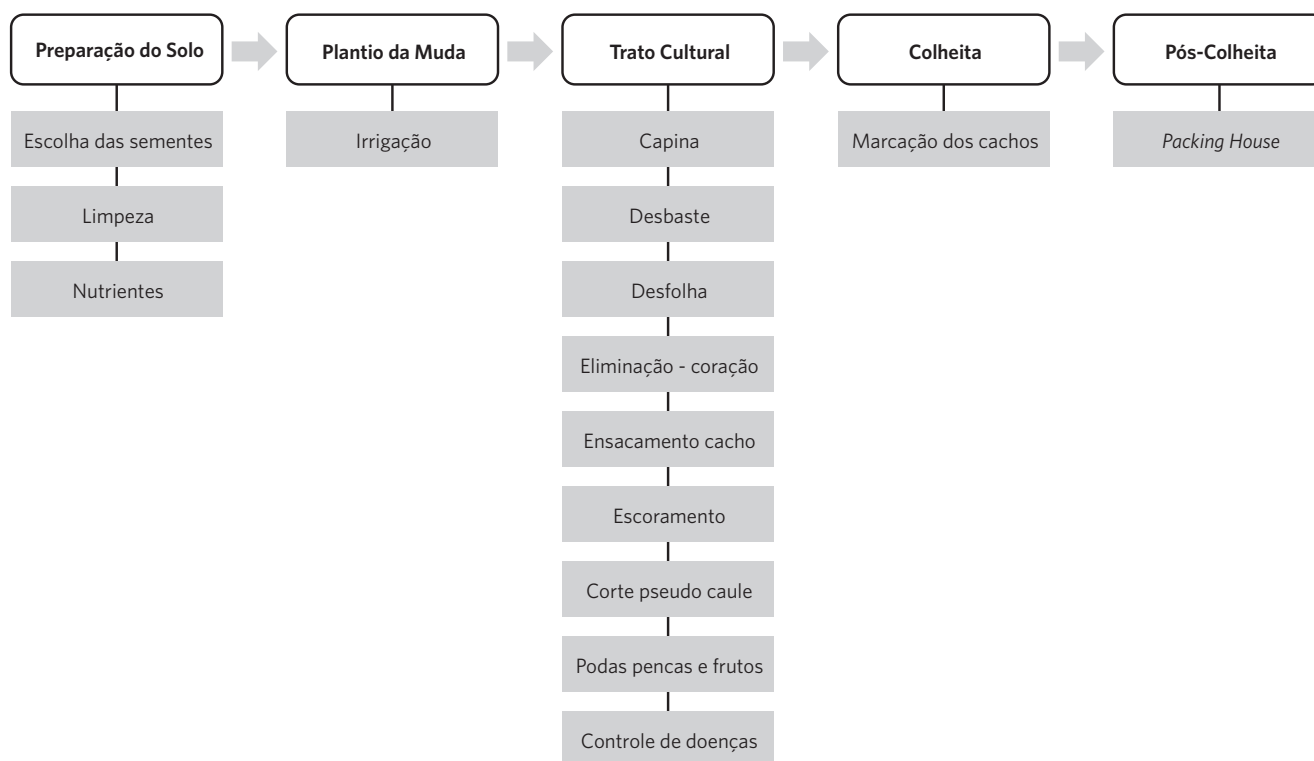 Preparação do Solo
Plantio da Muda
Trato Cultural
Colheita
Pós-Colheita
Escolha das sementes
Limpeza
Nutrientes
Irrigação
Capina
Desbaste
Desfolha
Eliminação - coração
Ensacamento cacho
Escoramento
Corte pseudo caule
Podas pencas e frutos
Controle de doenças
Marcação dos cachos
Packing House